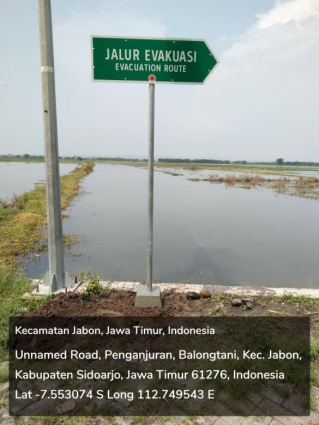 JALUR EVAKUASI
EVACUATION ROUTE
Kecamatan Jabon, Jawa Timur, Indonesia
Unnamed Road, Penganjuran, Balongtani, Kec. Jabon,
Kabupaten Sidoarjo, Jawa Timur 61276, Indonesia
Lat -7.553074 S Long 112.749543 E